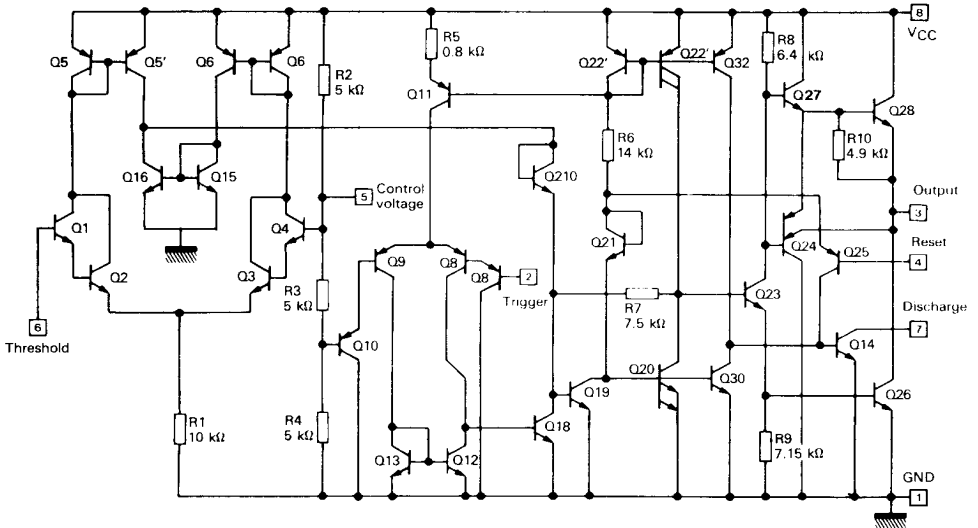 8
VCC
Q5
Q5'
Q6
Q6
R5
0.8 kΩ
Q22'
Q22'
Q32
R8
6.4 kΩ
R2
5 kΩ
Q11
Q27
Q28
R6
14 kΩ
R10
4.9 kΩ
Q16
Q15
Q210
5
Control
voltage
Output
3
Q1
Q4
Q21
Q24
Q25
Reset
4
Q2
Q3
Q9
Q8
Q8
2
Trigger
R3
5 kΩ
R7
7.5 kΩ
Q23
Discharge
7
6
Threshold
Q10
Q14
Q19
Q20
Q30
Q26
R1
10 kΩ
R4
5 kΩ
Q18
R9
7.15 kΩ
Q13
Q12
GND
1